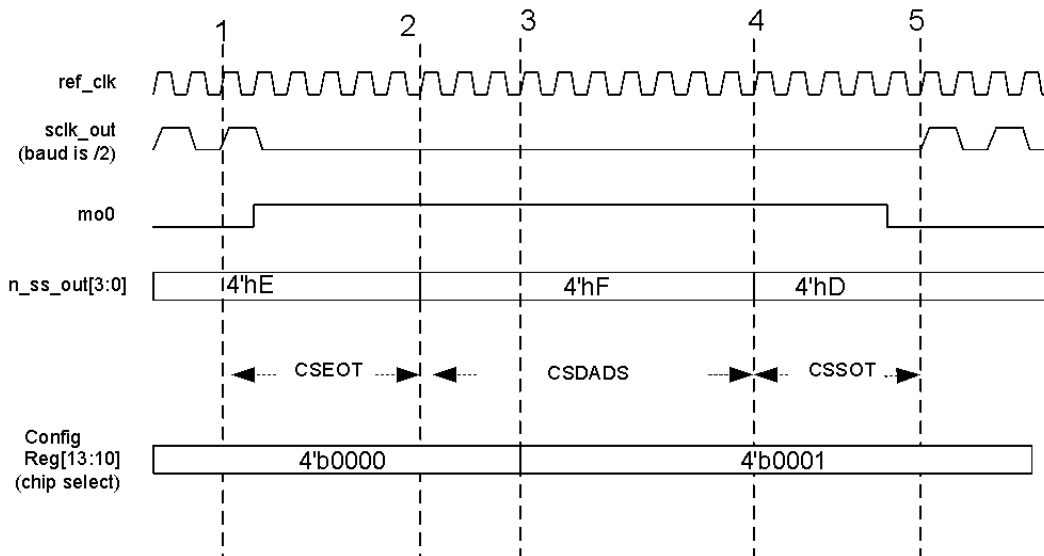 1
2
3
4
5
ref_clk
sclk_out
(baud is /2)
mo0
n_ss_out[3:0]
4'hE
4'hF
4'hD
CSEOT
CSDADS
CSSOT
Config
Reg[13:10]
(chip select)
4'b0000
4'b0001